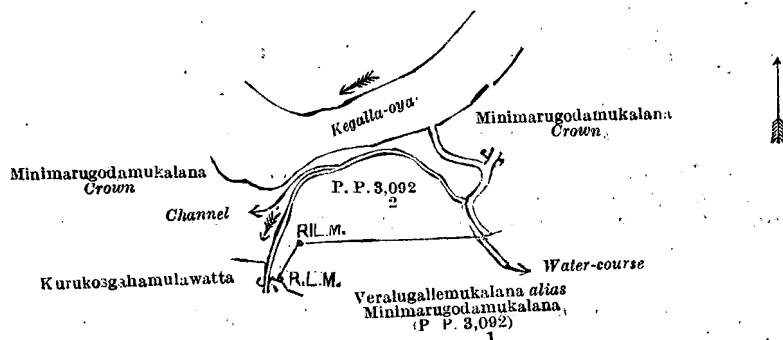 Kegalla-oya
Minimarugodamukalana
Crown
Minimarugodamukalana
Crown
Channel
P. P. 3,092
2
RIL.M.
Kurukosgahamulawatta
R.L.M.
Water-course
Veralugallemukalana alias
Minimarugodamukalana
(P P. 3,092)
1